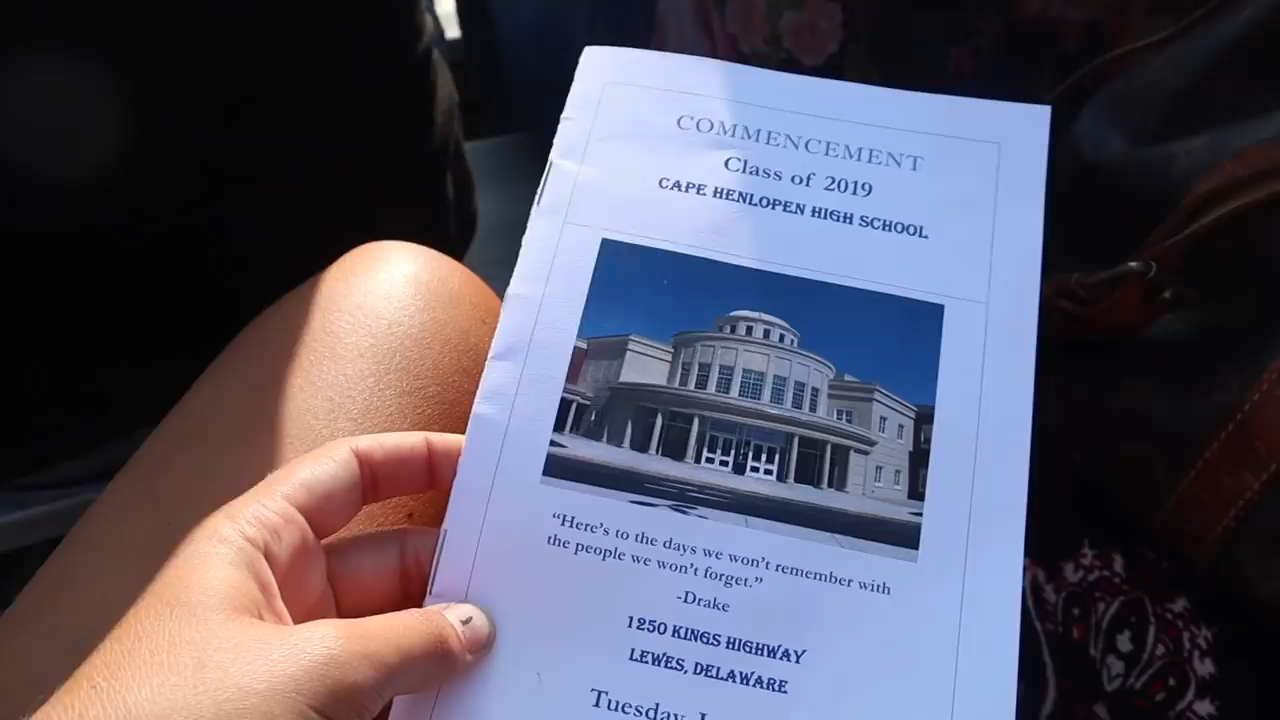 COMMENCEMENT
Class of 2019
CAPE HENLOPEN HIGH SCHOOL
“Here’s to the days we won’t remember with
the people we won’t forget.”
-Drake
1250 KINGS HIGHWAY
LEWES, DELAWARE
Tuesday,